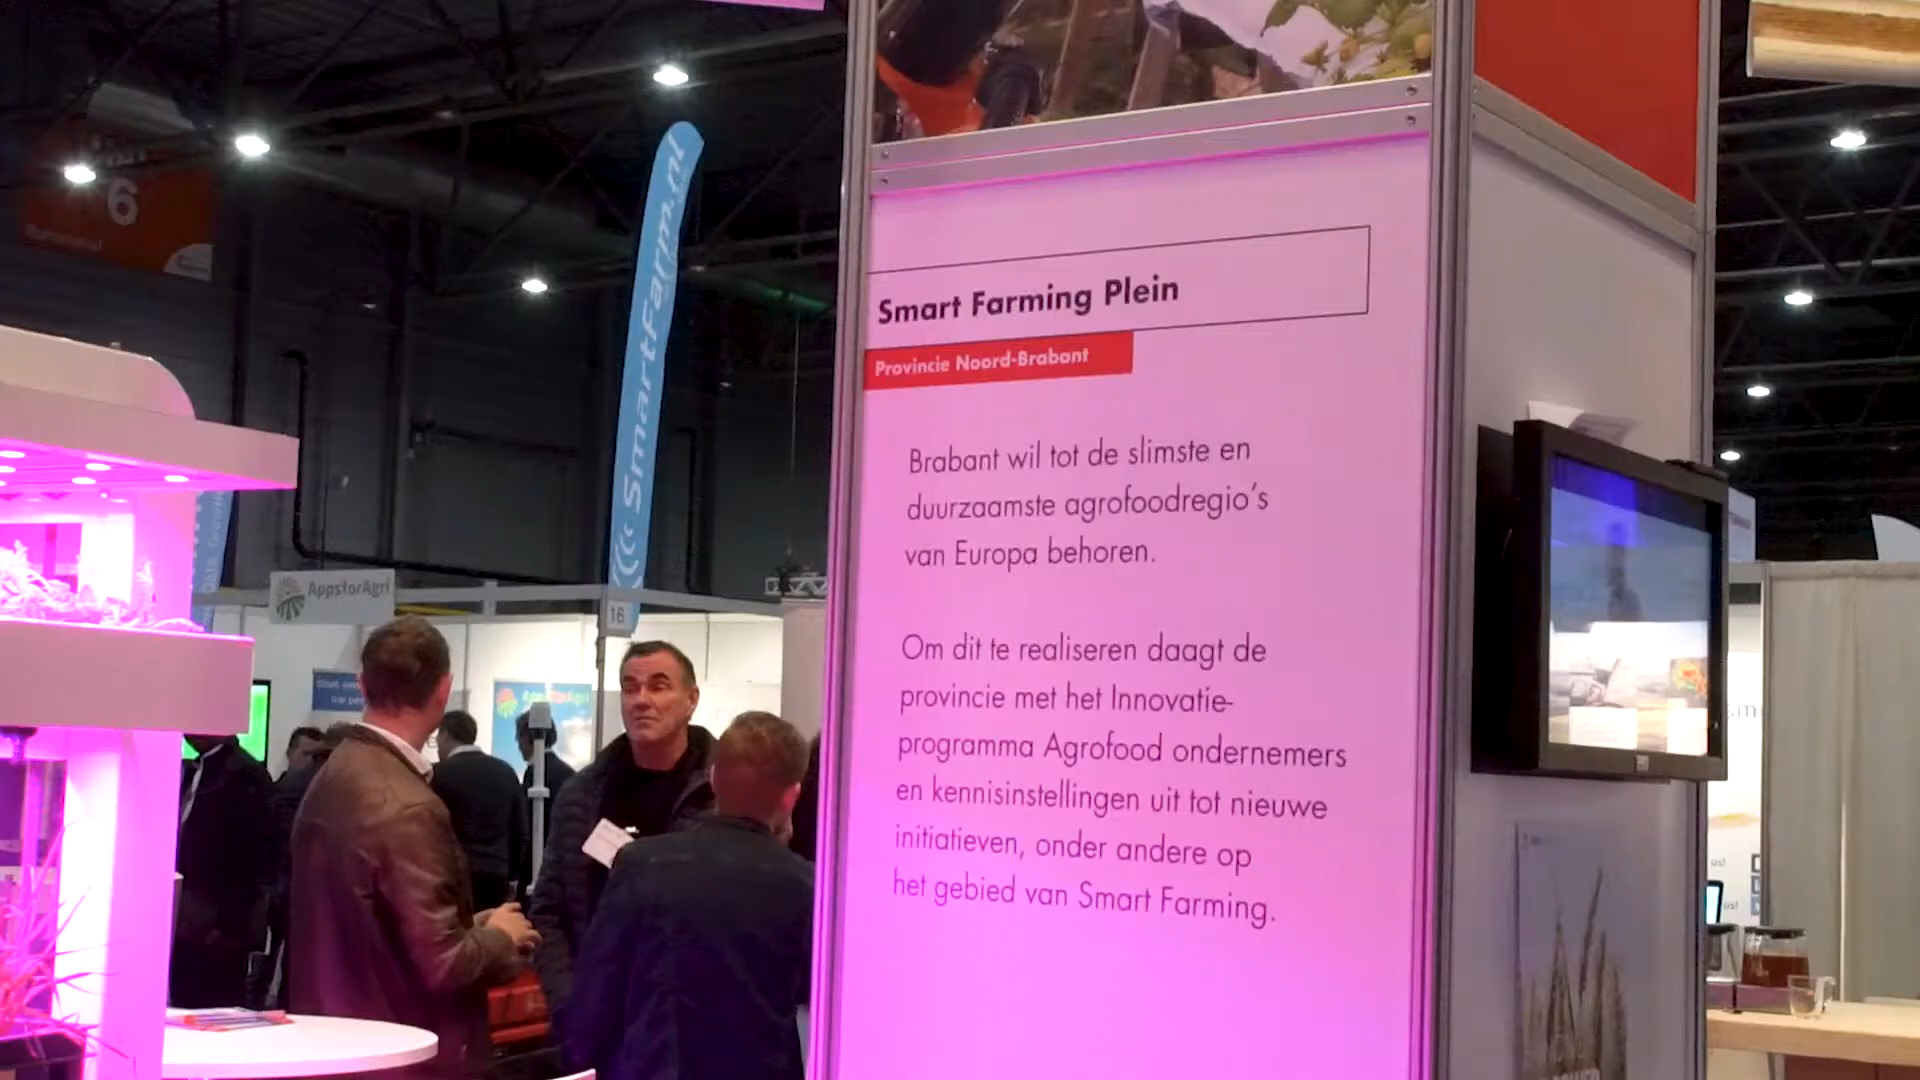 6
SmartFarm.nl
AppsforAgri
16
Smart Farming Plein
Provincie Noord-Brabant
Brabant wil tot de slimste en
duurzaamste agrofoodregio's
van Europa behoren.
Om dit te realiseren daagt de
provincie met het Innovatie-
programma Agrofood ondernemers
en kennisinstellingen uit tot nieuwe
initiatieven, onder andere op
het gebied van Smart Farming.